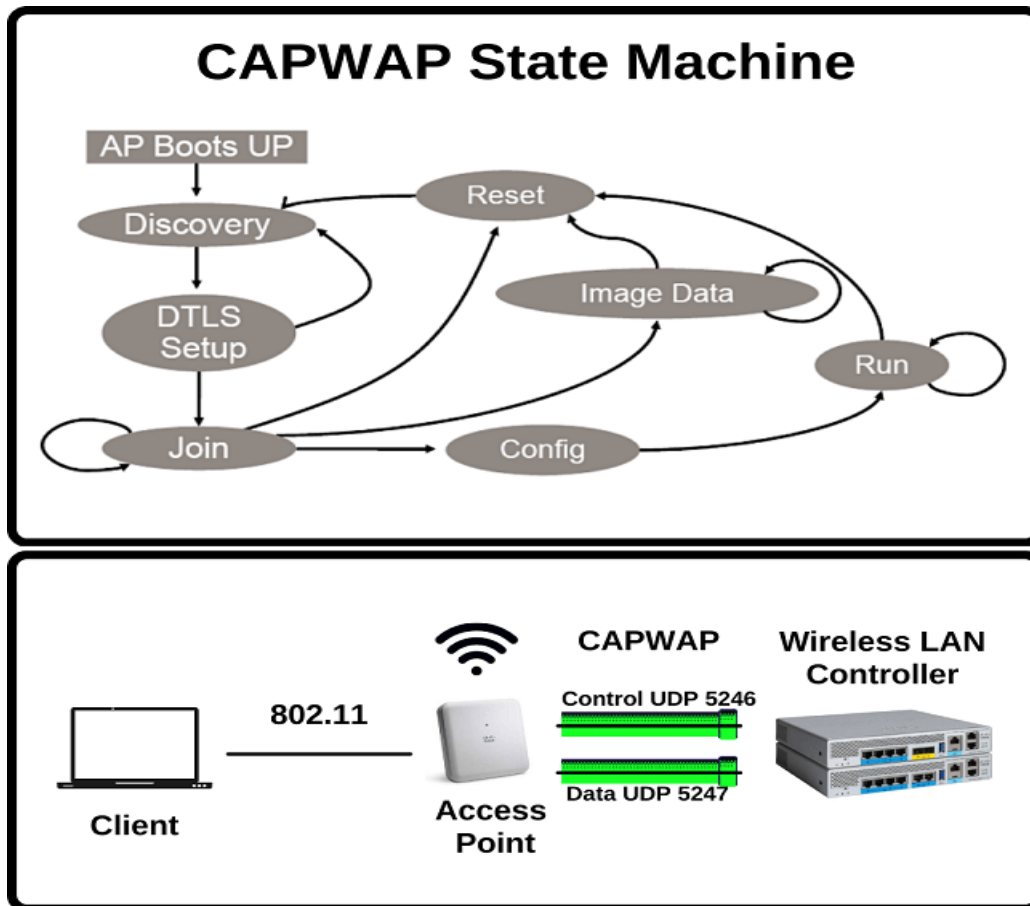 CAPWAP State Machine
AP Boots UP
Discovery
Reset
Image Data
DTLS
Setup
Run
Join
Config
802.11
Client
Access
Point
CAPWAP
Control UDP 5246
Data UDP 5247
Wireless LAN
Controller